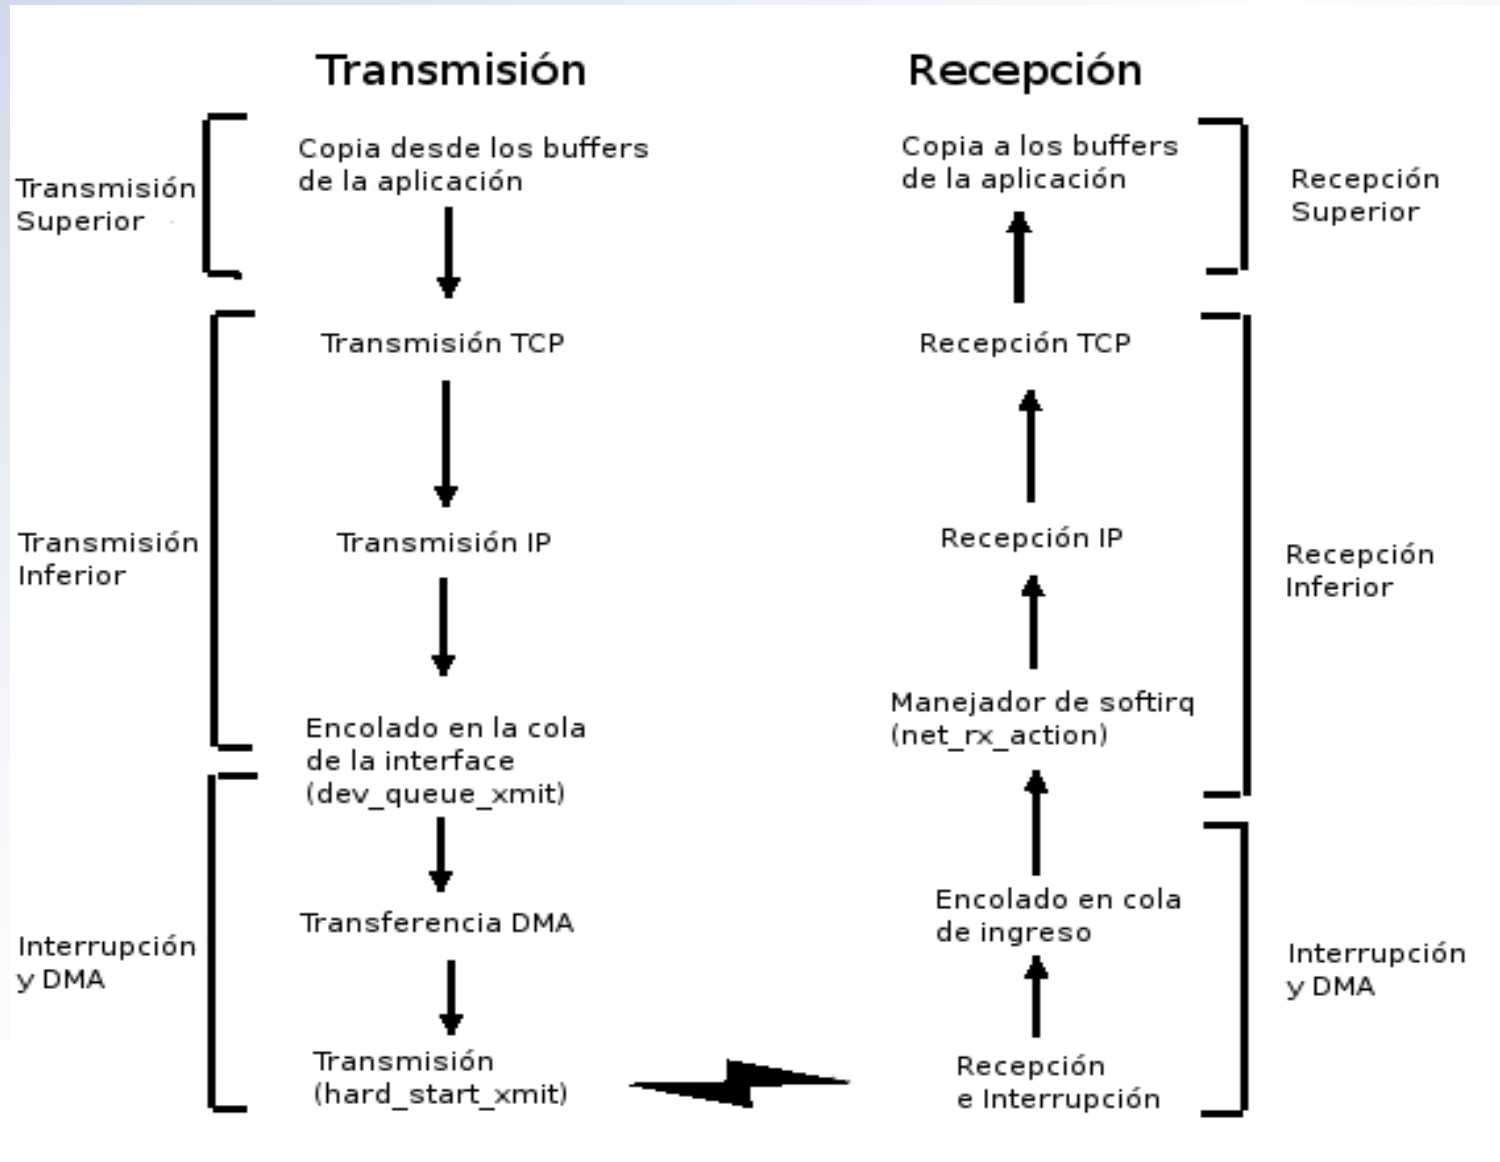 Transmisión
Transmisión
Superior
Copia desde los buffers
de la aplicación
Transmisión
Inferior
Transmisión TCP
Transmisión IP
Encolado en la cola
de la interface
(dev_queue_xmit)
Interrupción
y DMA
Transferencia DMA
Transmisión
(hard_start_xmit)
Recepción
Copia a los buffers
de la aplicación
Recepción
Superior
Recepción TCP
Recepción IP
Manejador de softirq
(net_rx_action)
Recepción
Inferior
Encolado en cola
de ingreso
Recepción
e Interrupción
Interrupción
y DMA